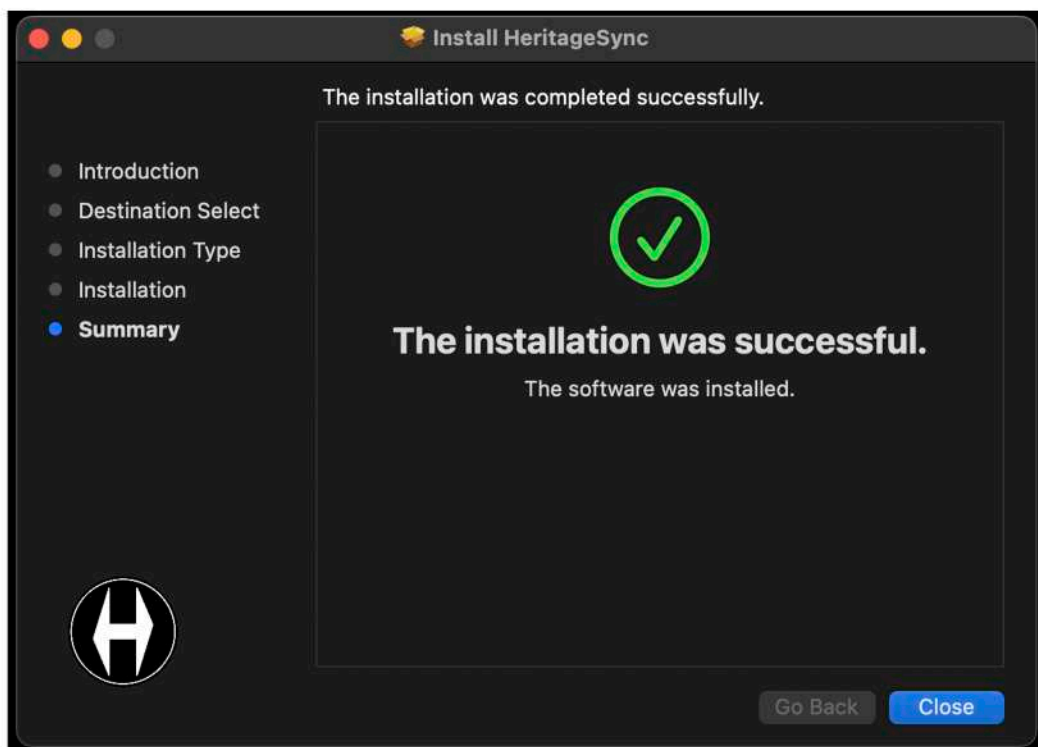 Install HeritageSync
The installation was completed successfully.
Introduction
Destination Select
Installation Type
Installation
Summary
The installation was successful.
The software was installed.
Go Back
Close